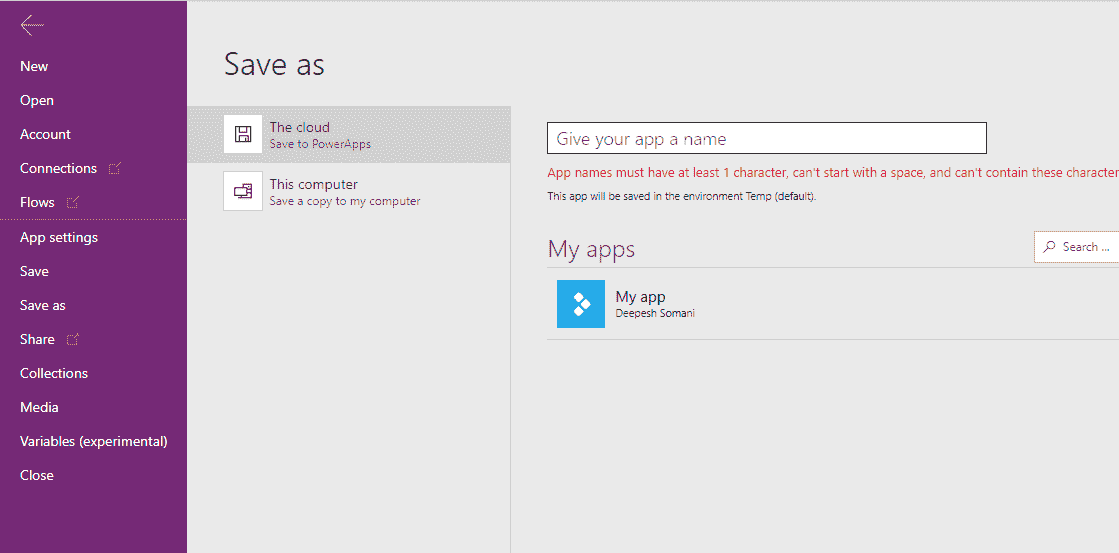 New
Open
Account
Connections
Flows
App settings
Save
Save as
Share
Collections
Media
Variables (experimental)
Close
Save as
The cloud
Save to PowerApps
This computer
Save a copy to my computer
Give your app a name
App names must have at least 1 character, can't start with a space, and can't contain these character
This app will be saved in the environment Temp (default).
My apps
Search ...
My app
Deepesh Somani